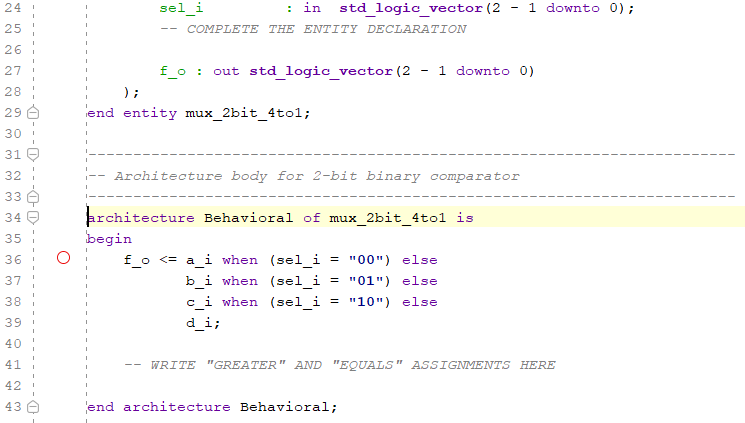 24 sel_i : in std_logic_vector(2 - 1 downto 0);
25 -- COMPLETE THE ENTITY DECLARATION
26
27 f_o : out std_logic_vector(2 - 1 downto 0)
28 );
29 end entity mux_2bit_4to1;
30
31 ------------------------------------------------------------------------
32 -- Architecture body for 2-bit binary comparator
33 ------------------------------------------------------------------------
34 architecture Behavioral of mux_2bit_4to1 is
35 begin
36 f_o <= a_i when (sel_i = "00") else
37 b_i when (sel_i = "01") else
38 c_i when (sel_i = "10") else
39 d_i;
40
41 -- WRITE "GREATER" AND "EQUALS" ASSIGNMENTS HERE
42
43 end architecture Behavioral;